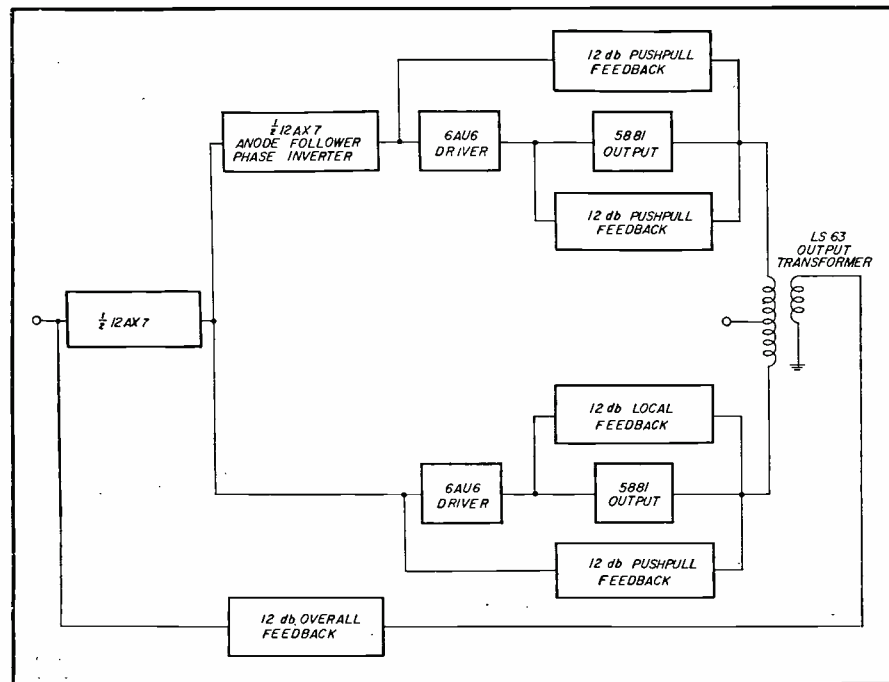 12 db PUSHPULL
FEEDBACK
½ 12AX7
ANODE FOLLOWER
PHASE INVERTER
6AU6
DRIVER
5881
OUTPUT
12 db PUSHPULL
FEEDBACK
LS 63
OUTPUT
TRANSFORMER
½ 12AX7
12 db LOCAL
FEEDBACK
6AU6
DRIVER
5881
OUTPUT
12 db PUSHPULL
FEEDBACK
12 db OVERALL
FEEDBACK